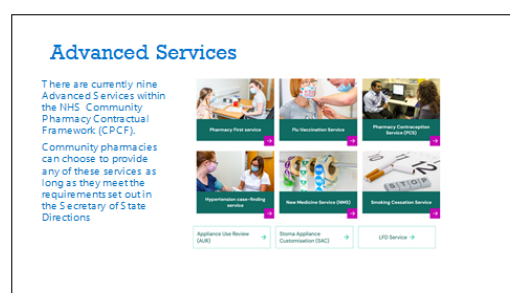 Advanced Services
There are currently nine
Advanced Services within
the NHS Community
Pharmacy Contractual
Framework (CPCF).
Community pharmacies
can choose to provide
any of these services as
long as they meet the
requirements set out in
the Secretary of State
Directions
Pharmacy First service
Flu Vaccination Service
Pharmacy Contraception
Service (PCS)
Hypertension case-finding
service
New Medicine Service (NMS)
STOP
Smoking Cessation Service
Appliance Use Review
(AUR)
Stoma Appliance
Customisation (SAC)
LFD Service